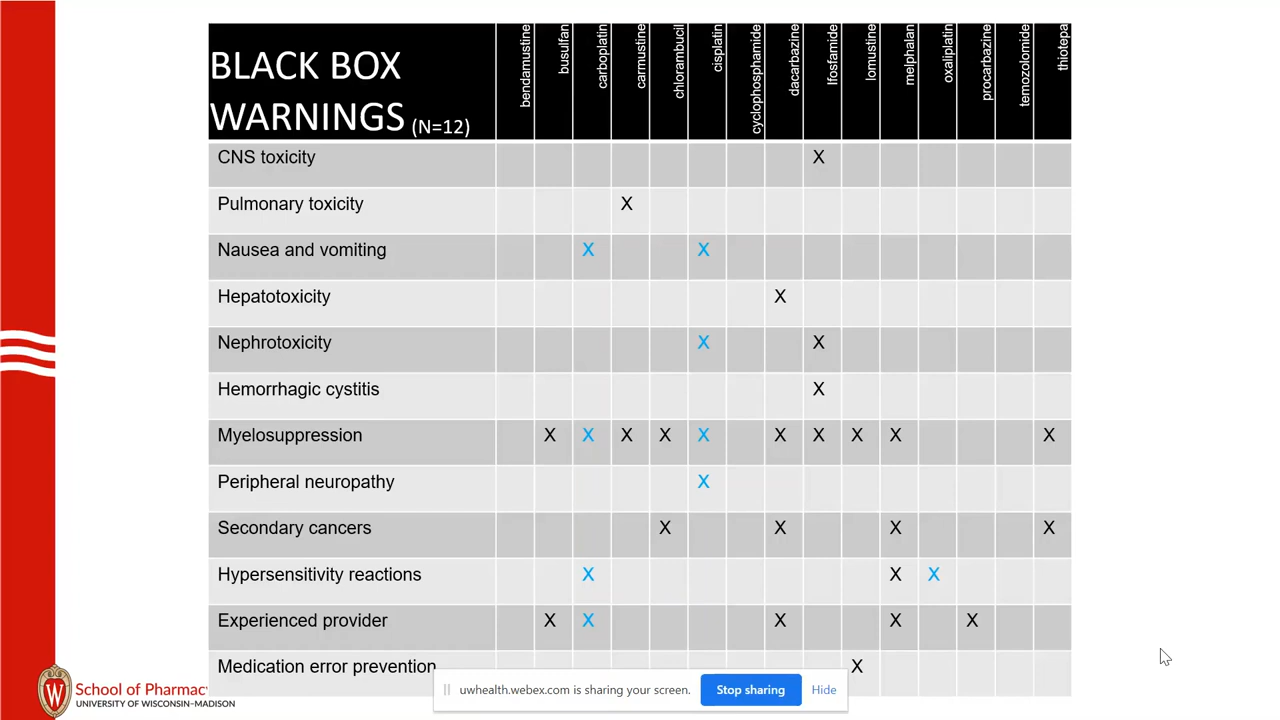 BLACK BOX
WARNINGS (N=12)
bendamustine
busulfan
carboplatin
carmustine
chlorambucil
cisplatin
cyclophosphamide
dacarbazine
Ifosfamide
lomustine
melphalan
oxaliplatin
procarbazine
temozolomide
thiotepa
CNS toxicity X
Pulmonary toxicity X
Nausea and vomiting X X
Hepatotoxicity X
Nephrotoxicity X X
Hemorrhagic cystitis X
Myelosuppression X X X X X X X X X X
Peripheral neuropathy X
Secondary cancers X X X X
Hypersensitivity reactions X X X
Experienced provider X X X X X
Medication error prevention X
uwhealth.webex.com is sharing your screen. Stop sharing Hide
W School of Pharmacy
UNIVERSITY OF WISCONSIN–MADISON